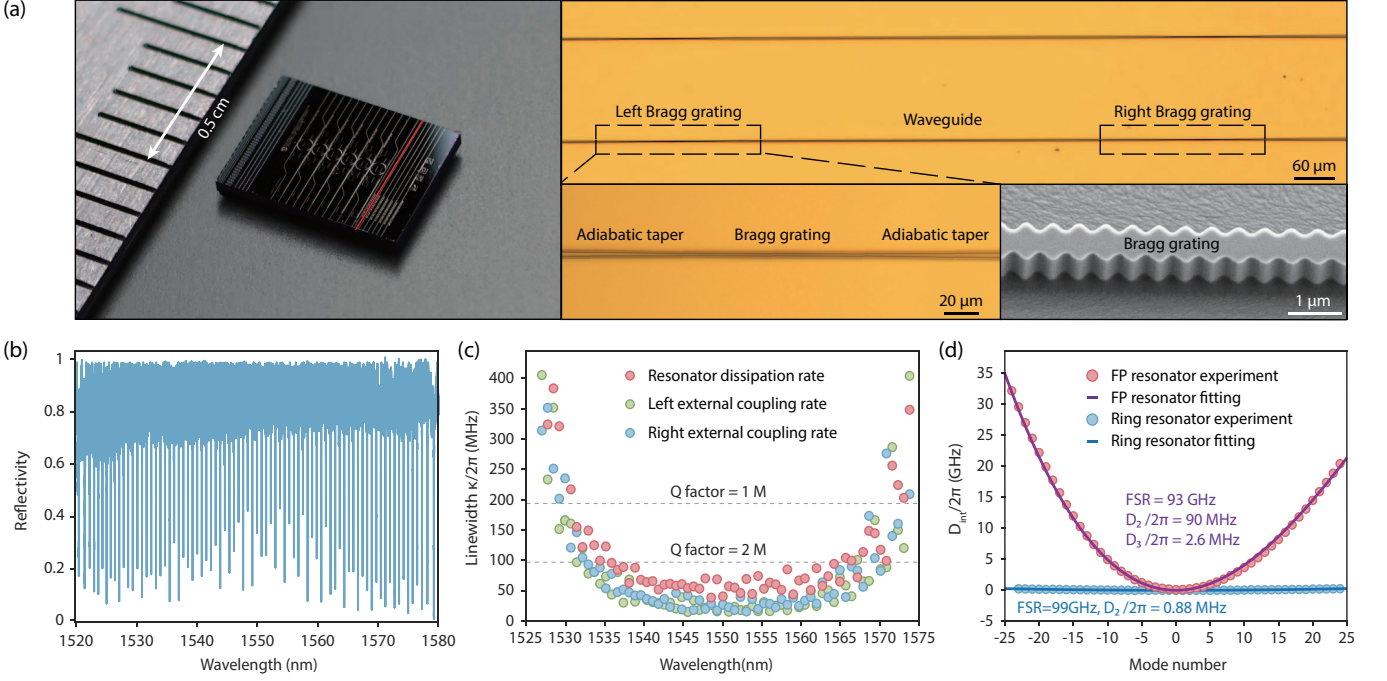 (a)
0.5 cm
Left Bragg grating
Waveguide
Right Bragg grating
60 μm
Adiabatic taper
Bragg grating
Adiabatic taper
20 μm
Bragg grating
1 μm
(b)
Reflectivity
1
0.8
0.6
0.4
0.2
0
1520 1530 1540 1550 1560 1570 1580
Wavelength (nm)
(c)
Linewidth κ/2π (MHz)
400
350
300
250
200
150
100
50
0
Resonator dissipation rate
Left external coupling rate
Right external coupling rate
Q factor = 1 M
Q factor = 2 M
1525 1530 1535 1540 1545 1550 1555 1560 1565 1570 1575
Wavelength(nm)
(d)
D_int/2π (GHz)
35
30
25
20
15
10
5
0
-5
FP resonator experiment
FP resonator fitting
Ring resonator experiment
Ring resonator fitting
FSR = 93 GHz
D₂ /2π = 90 MHz
D₃ /2π = 2.6 MHz
FSR=99GHz, D₂ /2π = 0.88 MHz
-25 -20 -15 -10 -5 0 5 10 15 20 25
Mode number